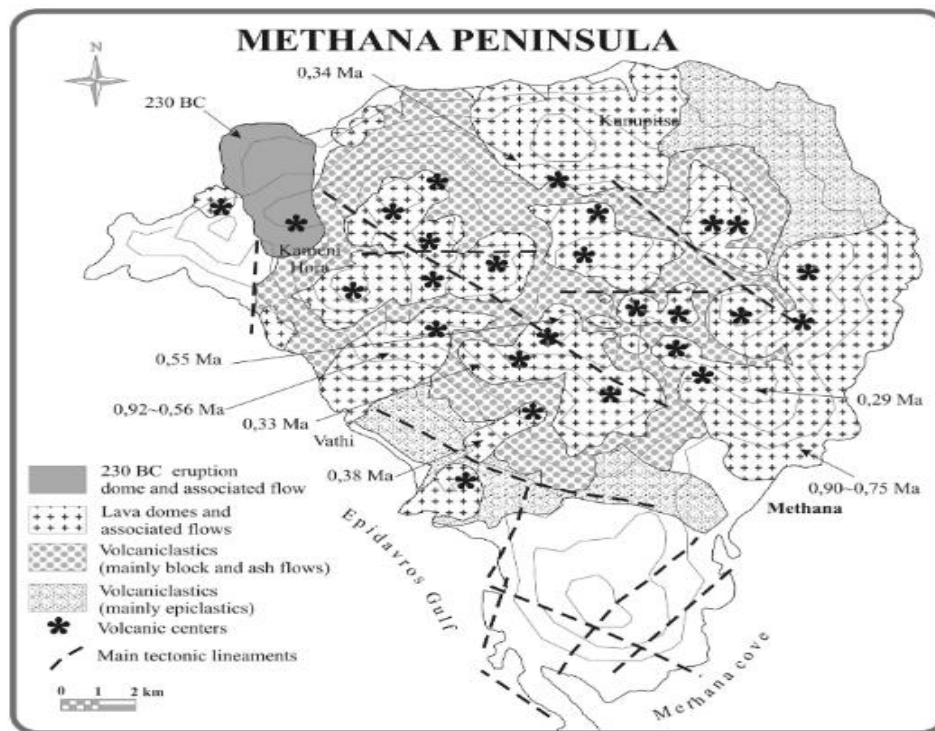 METHANA PENINSULA
N
0,34 Ma
230 BC
Kunupitsa
Kameni
Hora
0,55 Ma
0,92~0,56 Ma
0,33 Ma
Vathi
0,38 Ma
0,29 Ma
0,90~0,75 Ma
Methana
230 BC eruption
dome and associated flow
Lava domes and
associated flows
Volcaniclastics
(mainly block and ash flows)
Volcaniclastics
(mainly epiclastics)
Volcanic centers
Main tectonic lineaments
0 1 2 km
Epidavros Gulf
Methana cove